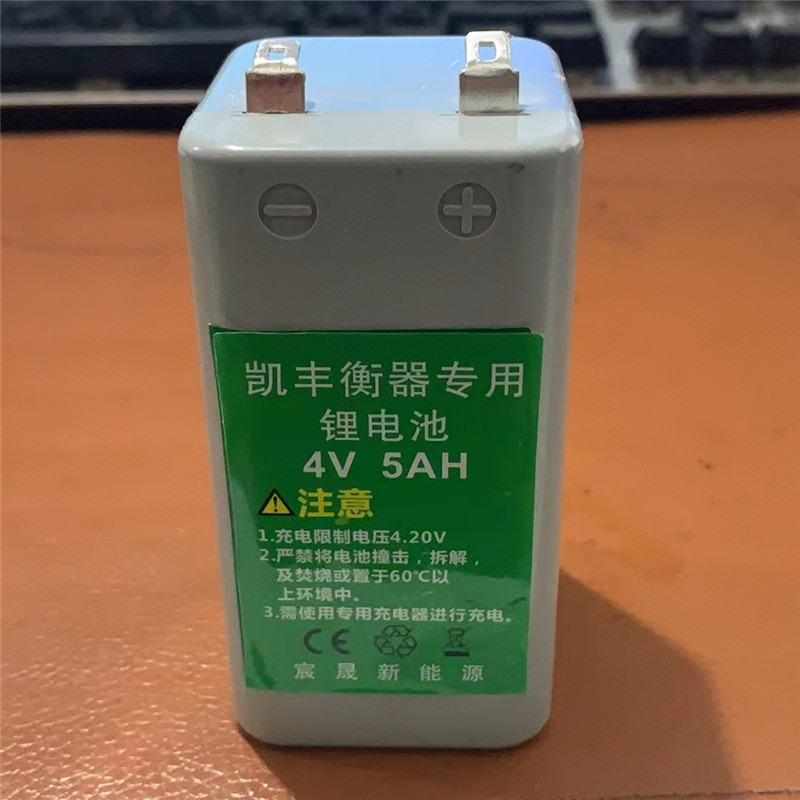 − +
凯丰衡器专用
锂电池
4V 5AH
注意
1.充电限制电压4.20V
2.严禁将电池撞击，拆解，
及焚烧或置于60℃以
上环境中。
3.需使用专用充电器进行充电。
CE
宸晟新能源